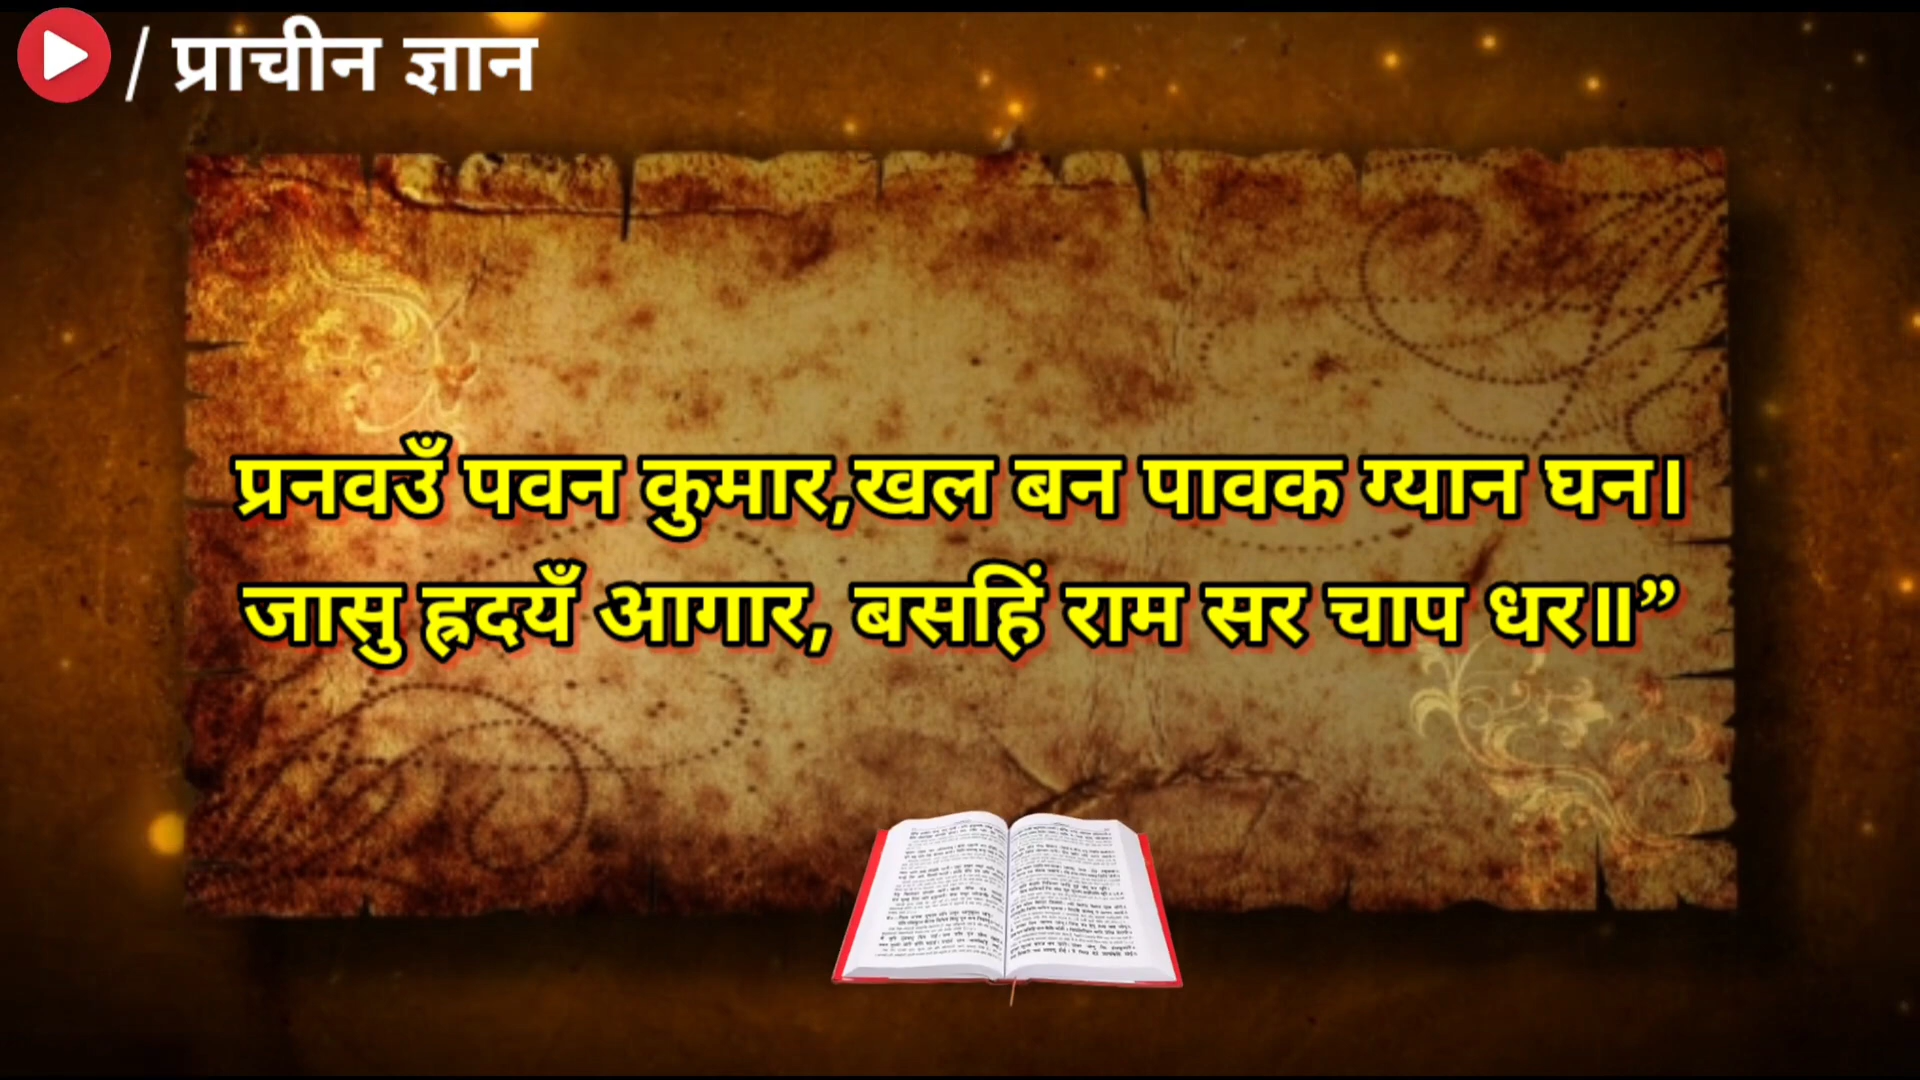 / प्राचीन ज्ञान
प्रनवउँ पवन कुमार,खल बन पावक ग्यान घन।
जासु ह्रदयँ आगार, बसहिं राम सर चाप धर॥”